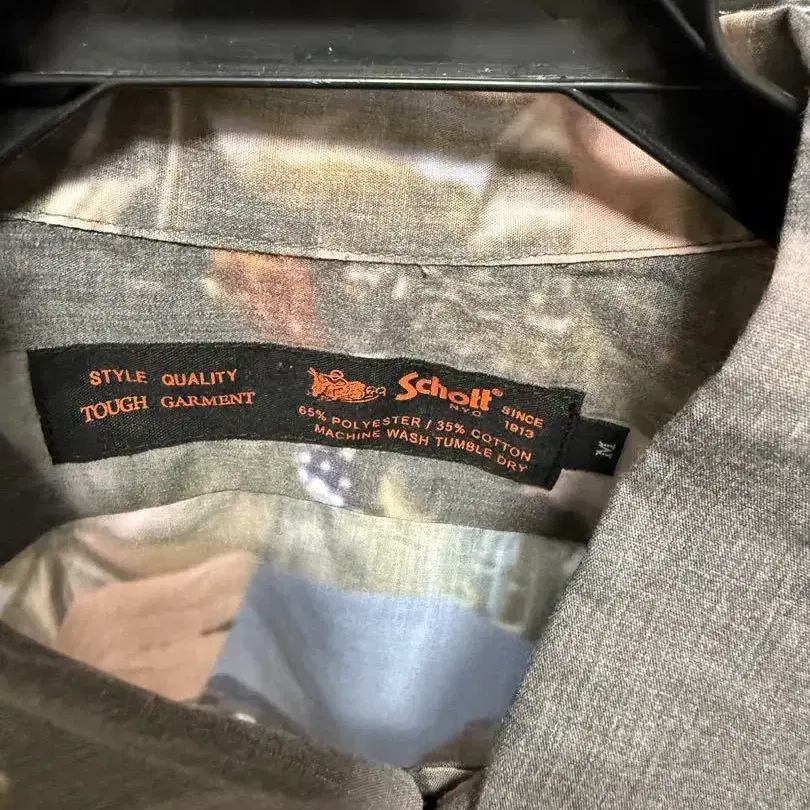 STYLE QUALITY
TOUGH GARMENT
Schott®
N.Y.C.
SINCE
1913
65% POLYESTER / 35% COTTON
MACHINE WASH TUMBLE DRY
M